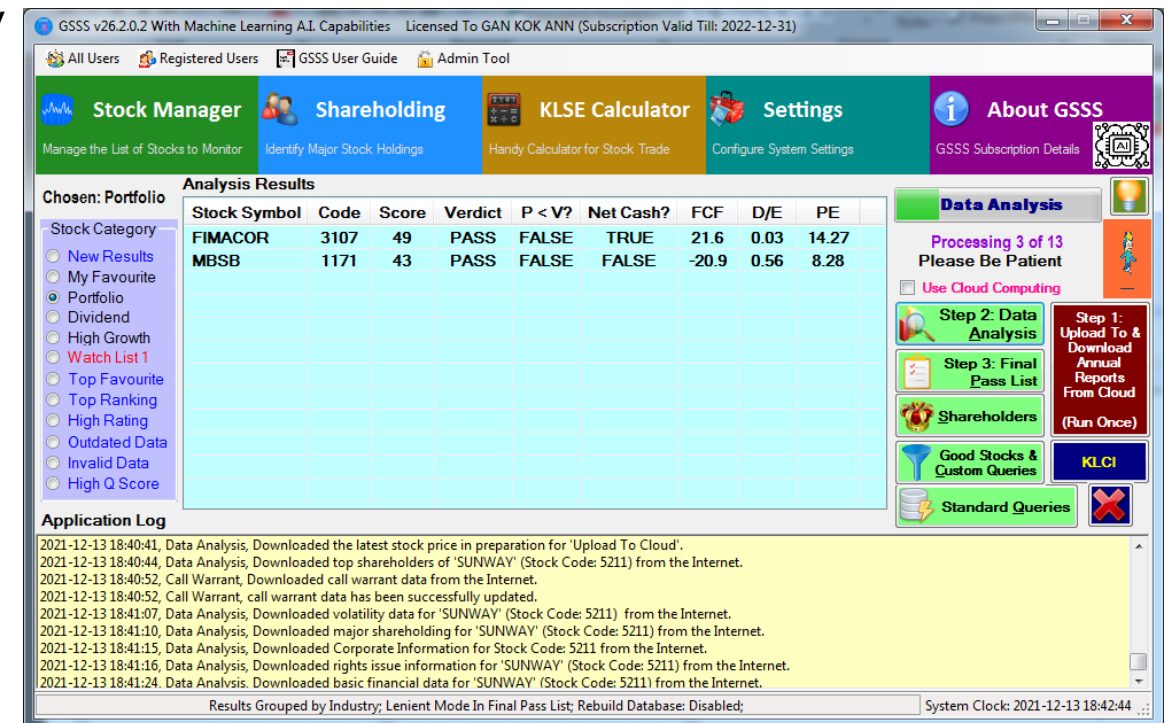 GSSS v26.2.0.2 With Machine Learning A.I. Capabilities Licensed To GAN KOK ANN (Subscription Valid Till: 2022-12-31)
All Users Registered Users GSSS User Guide Admin Tool
Stock Manager
Manage the List of Stocks to Monitor
Shareholding
Identify Major Stock Holdings
KLSE Calculator
Handy Calculator for Stock Trade
Settings
Configure System Settings
About GSSS
GSSS Subscription Details
AI
Chosen: Portfolio
Stock Category
New Results
My Favourite
Portfolio
Dividend
High Growth
Watch List 1
Top Favourite
Top Ranking
High Rating
Outdated Data
Invalid Data
High Q Score
Analysis Results
Stock Symbol Code Score Verdict P < V? Net Cash? FCF D/E PE
FIMACOR 3107 49 PASS FALSE TRUE 21.6 0.03 14.27
MBSB 1171 43 PASS FALSE FALSE -20.9 0.56 8.28
Data Analysis
Processing 3 of 13
Please Be Patient
Use Cloud Computing
Step 2: Data
Analysis
Step 3: Final
Pass List
Shareholders
Good Stocks &
Custom Queries
Standard Queries
Step 1:
Upload To &
Download
Annual
Reports
From Cloud
(Run Once)
KLCI
Application Log
2021-12-13 18:40:41, Data Analysis, Downloaded the latest stock price in preparation for 'Upload To Cloud'.
2021-12-13 18:40:44, Data Analysis, Downloaded top shareholders of 'SUNWAY' (Stock Code: 5211) from the Internet.
2021-12-13 18:40:52, Call Warrant, Downloaded call warrant data from the Internet.
2021-12-13 18:40:52, Call Warrant, call warrant data has been successfully updated.
2021-12-13 18:41:07, Data Analysis, Downloaded volatility data for 'SUNWAY' (Stock Code: 5211) from the Internet.
2021-12-13 18:41:10, Data Analysis, Downloaded major shareholding for 'SUNWAY' (Stock Code: 5211) from the Internet.
2021-12-13 18:41:15, Data Analysis, Downloaded Corporate Information for Stock Code: 5211 from the Internet.
2021-12-13 18:41:16, Data Analysis, Downloaded rights issue information for 'SUNWAY' (Stock Code: 5211) from the Internet.
2021-12-13 18:41:24, Data Analysis, Downloaded basic financial data for 'SUNWAY' (Stock Code: 5211) from the Internet.
Results Grouped by Industry; Lenient Mode In Final Pass List; Rebuild Database: Disabled;
System Clock: 2021-12-13 18:42:44